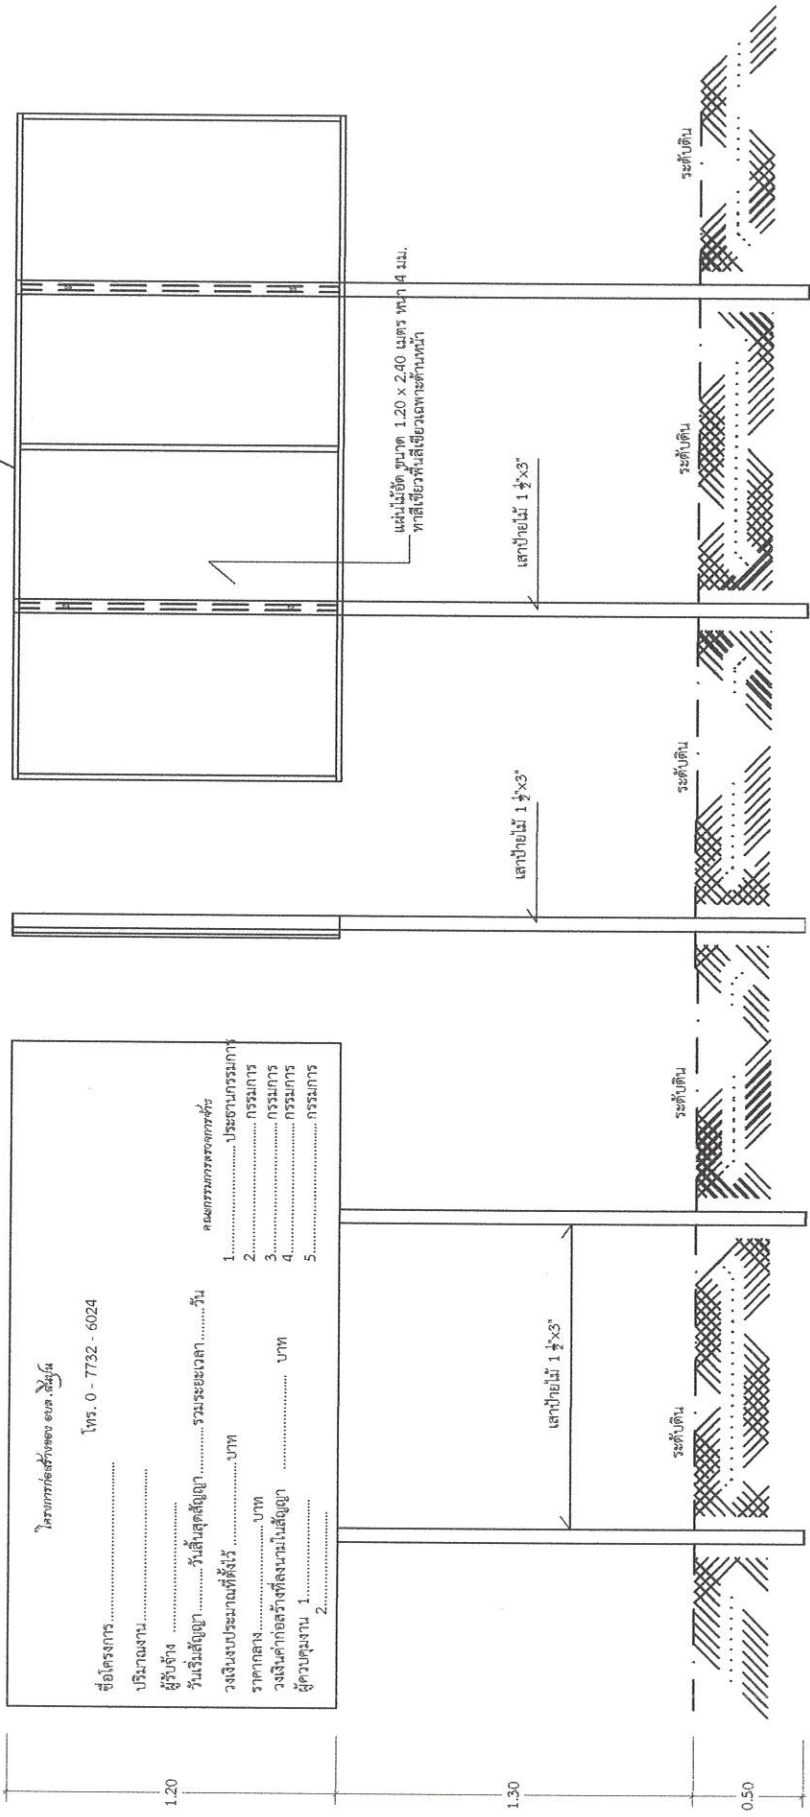 โครงการก่อสร้างของ อบต.สินปุน
โทร. 0 - 7732 - 6024
ชื่อโครงการ..........................................
ปริมาณงาน..........................................
ผู้รับจ้าง ..........................................
วันเริ่มสัญญา............วันสิ้นสุดสัญญา............รวมระยะเวลา.........วัน
วงเงินงบประมาณที่ตั้งไว้ ........................บาท
ราคากลาง........................บาท
วงเงินค่าก่อสร้างที่ลงนามในสัญญา ........................ บาท
ผู้ควบคุมงาน 1........................
2........................
คณะกรรมการตรวจการจ้าง
1........................ประธานกรรมการ
2........................กรรมการ
3........................กรรมการ
4........................กรรมการ
5........................กรรมการ
แผ่นไม้อัด ขนาด 1.20 x 2.40 เมตร หนา 4 มม.
ทาสีเขียวพื้นสีเขียวเฉพาะด้านหน้า
เสาป้ายไม้ 1 ½"x3"
เสาป้ายไม้ 1 ½"x3"
เสาป้ายไม้ 1 ½"x3"
ระดับดิน
ระดับดิน
ระดับดิน
ระดับดิน
ระดับดิน
1.20
1.30
0.50